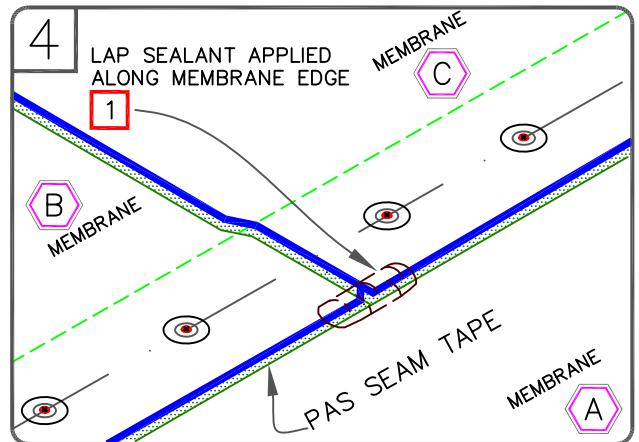 4
LAP SEALANT APPLIED
ALONG MEMBRANE EDGE
1
MEMBRANE
C
B
MEMBRANE
PAS SEAM TAPE
MEMBRANE
A